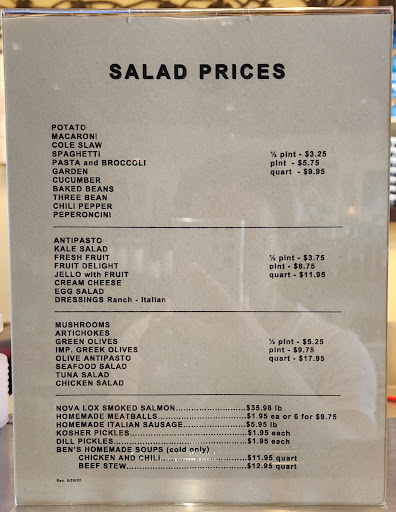 SALAD PRICES
POTATO
MACARONI
COLE SLAW
SPAGHETTI ½ pint - $3.25
PASTA and BROCCOLI pint - $5.75
GARDEN quart - $9.95
CUCUMBER
BAKED BEANS
THREE BEAN
CHILI PEPPER
PEPERONCINI
ANTIPASTO
KALE SALAD
FRESH FRUIT ½ pint - $3.75
FRUIT DELIGHT pint - $6.75
JELLO with FRUIT quart - $11.95
CREAM CHEESE
EGG SALAD
DRESSINGS Ranch - Italian
MUSHROOMS
ARTICHOKES
GREEN OLIVES ½ pint - $5.25
IMP. GREEK OLIVES pint - $9.75
OLIVE ANTIPASTO quart - $17.95
SEAFOOD SALAD
TUNA SALAD
CHICKEN SALAD
NOVA LOX SMOKED SALMON.....................$35.98 lb
HOMEMADE MEATBALLS..........................$1.95 ea or 6 for $9.75
HOMEMADE ITALIAN SAUSAGE...................$5.95 lb
KOSHER PICKLES...................................$1.95 each
DILL PICKLES........................................$1.95 each
BEN'S HOMEMADE SOUPS (cold only)
CHICKEN AND CHILI..........................$11.95 quart
BEEF STEW.....................................$12.95 quart